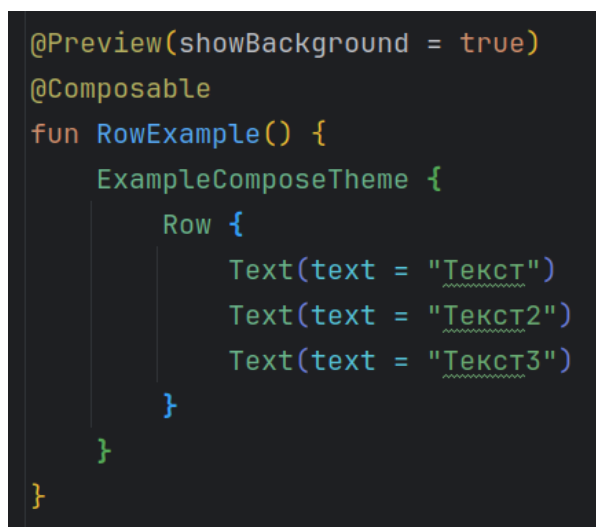 @Preview(showBackground = true)
@Composable
fun RowExample() {
    ExampleComposeTheme {
        Row {
            Text(text = "Текст")
            Text(text = "Текст2")
            Text(text = "Текст3")
        }
    }
}